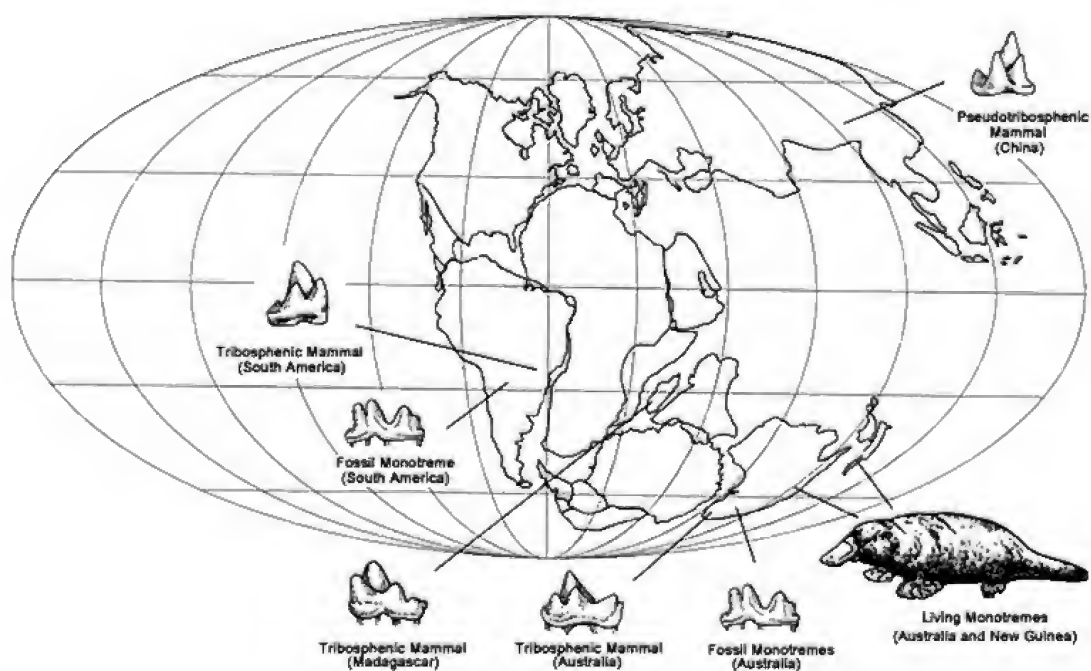 Pseudotribosphenic
Mammal
(China)
Tribosphenic Mammal
(South America)
Fossil Monotreme
(South America)
Tribosphenic Mammal
(Madagascar)
Tribosphenic Mammal
(Australia)
Fossil Monotremes
(Australia)
Living Monotremes
(Australia and New Guinea)